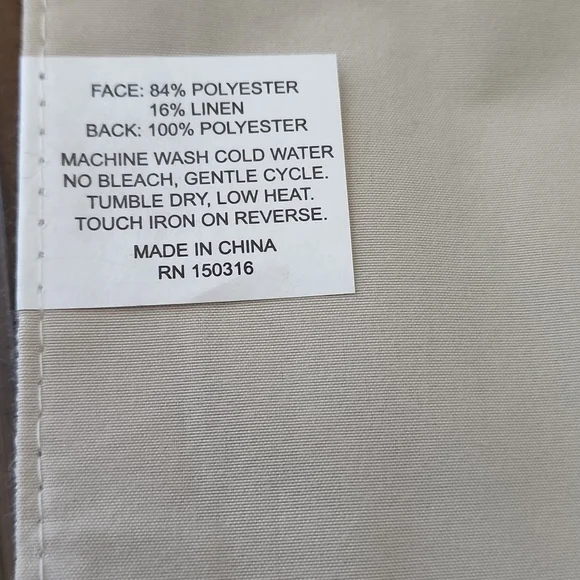 FACE: 84% POLYESTER
16% LINEN
BACK: 100% POLYESTER
MACHINE WASH COLD WATER
NO BLEACH, GENTLE CYCLE.
TUMBLE DRY, LOW HEAT.
TOUCH IRON ON REVERSE.
MADE IN CHINA
RN 150316